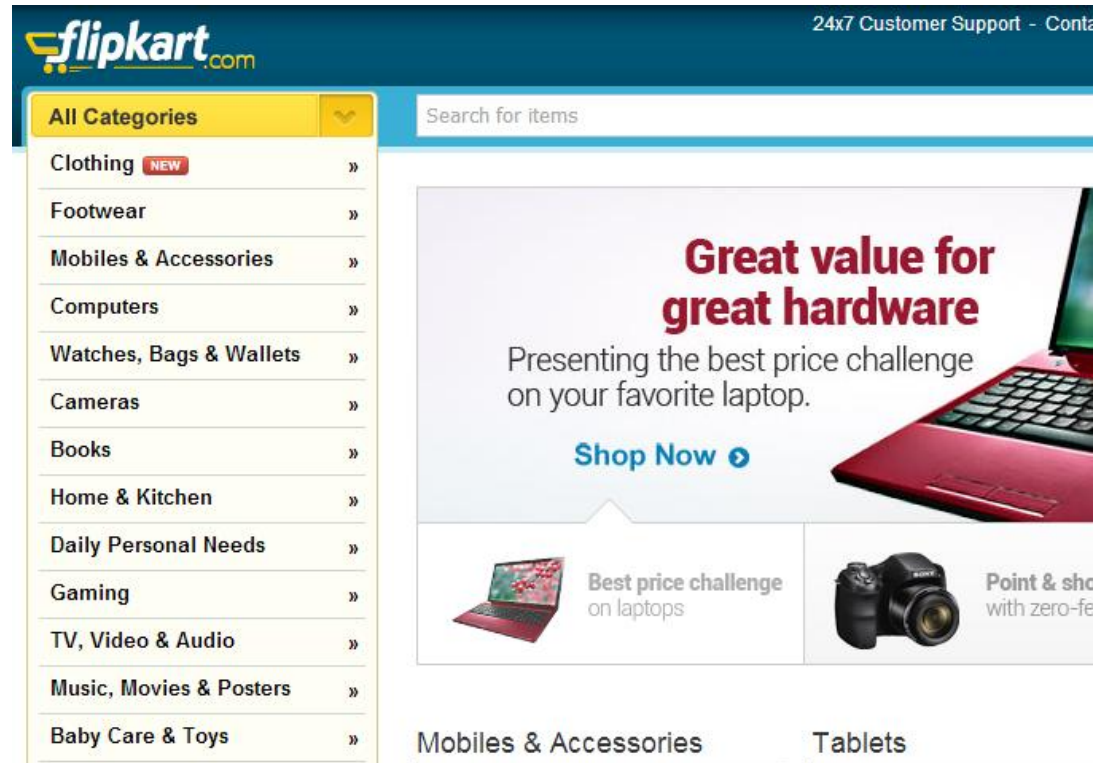 flipkart.com
24x7 Customer Support - Conta
All Categories
Search for items
Clothing NEW »
Footwear »
Mobiles & Accessories »
Computers »
Watches, Bags & Wallets »
Cameras »
Books »
Home & Kitchen »
Daily Personal Needs »
Gaming »
TV, Video & Audio »
Music, Movies & Posters »
Baby Care & Toys »
Great value for
great hardware
Presenting the best price challenge
on your favorite laptop.
Shop Now
Best price challenge
on laptops
SONY
Point & sho
with zero-fe
Mobiles & Accessories
Tablets